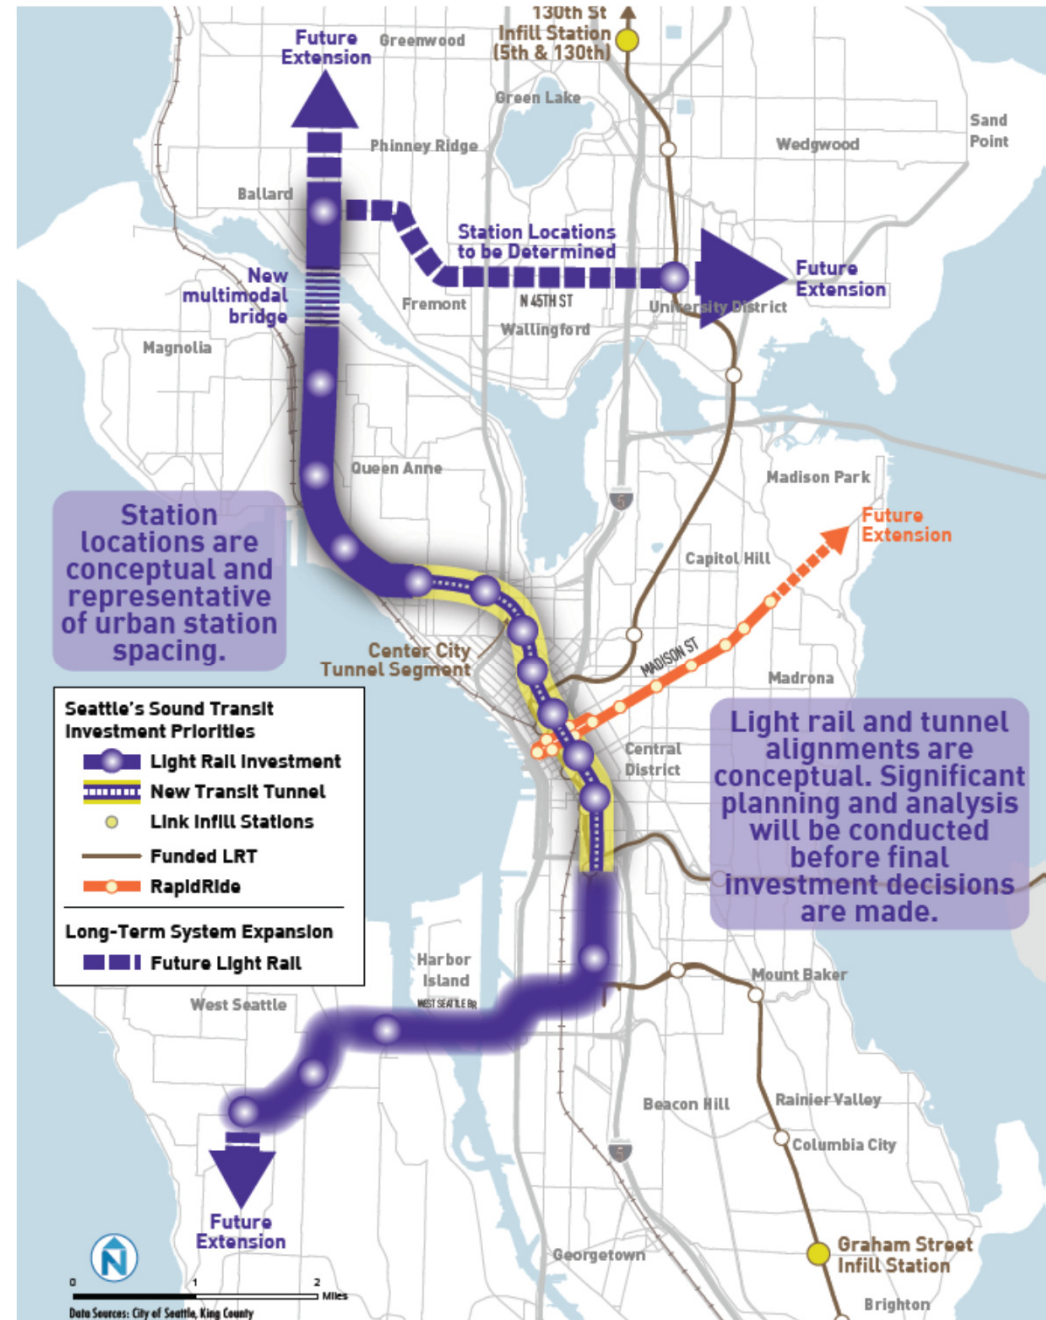 130th St
Infill Station
(5th & 130th)
Future
Extension
Greenwood
Green Lake
Sand
Point
Phinney Ridge
Wedgwood
Ballard
Station Locations
to be Determined
New
multimodal
bridge
Future
Extension
Fremont
N 45TH ST
University District
Wallingford
Magnolia
Queen Anne
5
Madison Park
Station
locations are
conceptual and
representative
of urban station
spacing.
Future
Extension
Capitol Hill
Center City
Tunnel Segment
MADISON ST
Madrona
Seattle's Sound Transit
Investment Priorities
Light Rail Investment
New Transit Tunnel
Link Infill Stations
Funded LRT
RapidRide
Long-Term System Expansion
Future Light Rail
Central
District
Light rail and tunnel
alignments are
conceptual. Significant
planning and analysis
will be conducted
before final
investment decisions
are made.
Harbor
Island
Mount Baker
West Seattle
WEST SEATTLE BR
Beacon Hill
Rainier Valley
Columbia City
5
Future
Extension
Georgetown
Graham Street
Infill Station
Brighton
N
0 1 2
Miles
Data Sources: City of Seattle, King County